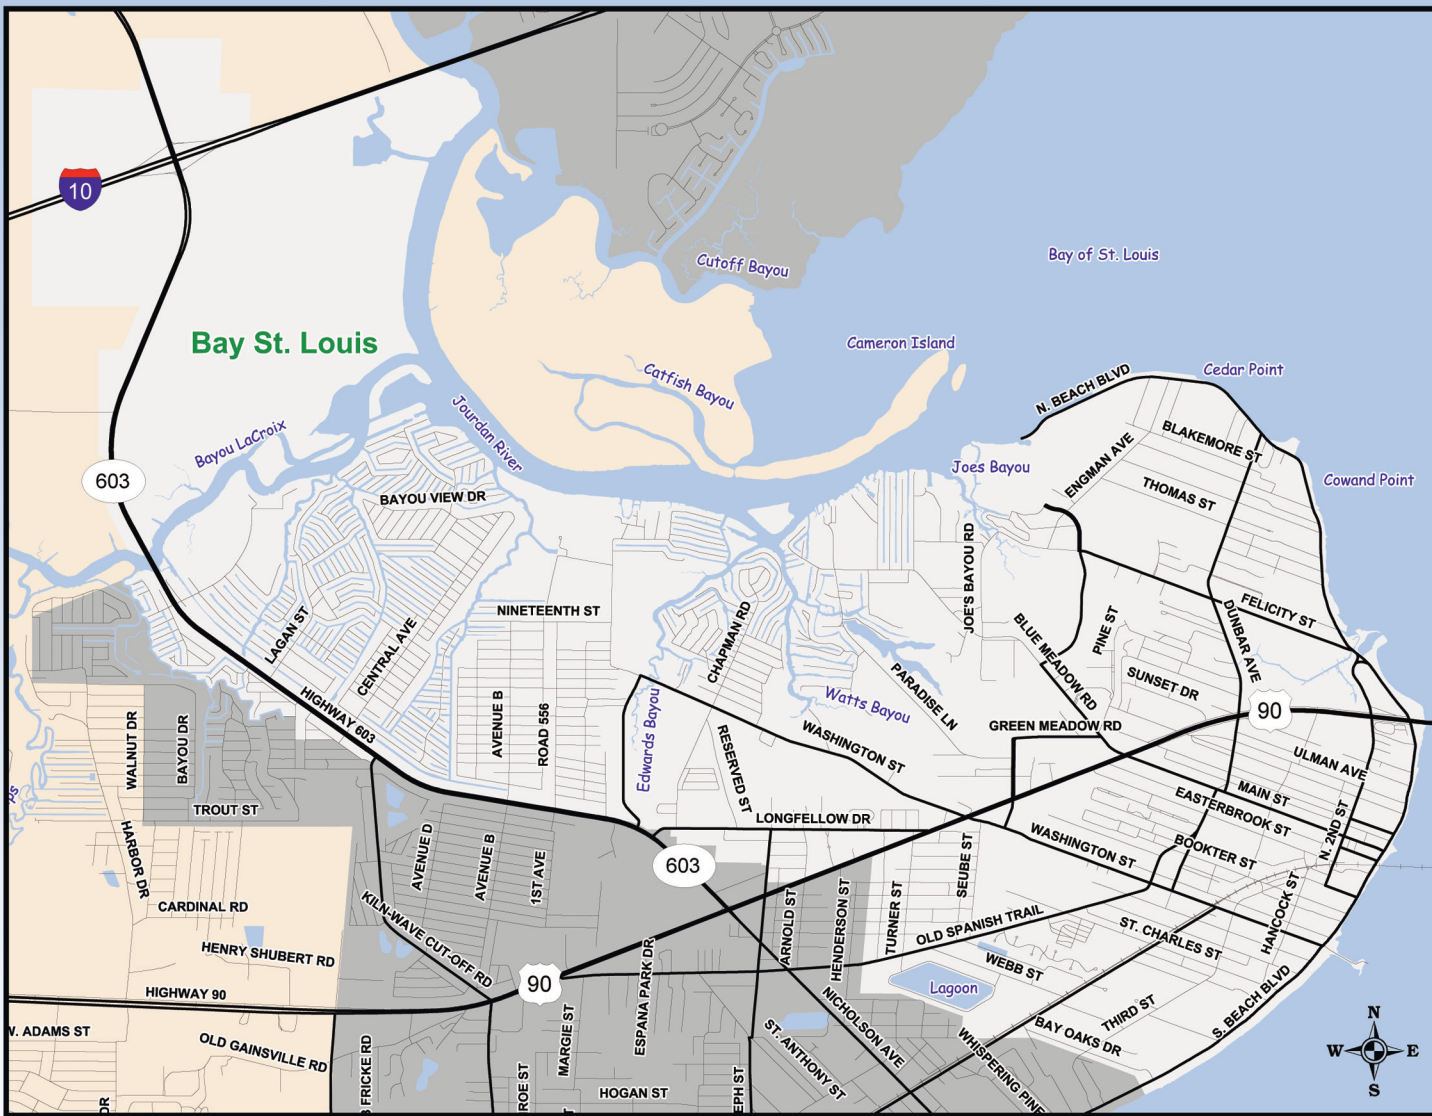 10
Cutoff Bayou
Bay of St. Louis
Bay St. Louis
Cameron Island
Catfish Bayou
Cedar Point
N. BEACH BLVD
Jourdan River
Bayou LaCroix
603
BAYOU VIEW DR
Joes Bayou
ENGMAN AVE
BLAKEMORE ST
THOMAS ST
Cowand Point
JOE'S BAYOU RD
NINETEENTH ST
LAGAN ST
CENTRAL AVE
CHAPMAN RD
BLUE MEADOW RD
PINE ST
FELICITY ST
DUNBAR AVE
SUNSET DR
HIGHWAY 603
AVENUE B
ROAD 556
Edwards Bayou
Watts Bayou
PARADISE LN
GREEN MEADOW RD
90
WALNUT DR
BAYOU DR
RESERVED ST
WASHINGTON ST
ULMAN AVE
MAIN ST
EASTERBROOK ST
N. 2ND ST
ps
TROUT ST
HARBOR DR
LONGFELLOW DR
WASHINGTON ST
BOOKTER ST
AVENUE D
AVENUE B
1ST AVE
603
SEUBE ST
CARDINAL RD
KILN-WAVE CUT-OFF RD
ARNOLD ST
HENDERSON ST
TURNER ST
OLD SPANISH TRAIL
ST. CHARLES ST
HANCOCK ST
HENRY SHUBERT RD
ESPANA PARK DR
WEBB ST
HIGHWAY 90
90
Lagoon
S. BEACH BLVD
THIRD ST
BAY OAKS DR
W. ADAMS ST
OLD GAINSVILLE RD
MARGIE ST
NICHOLSON AVE
ST. ANTHONY ST
WHISPERING PINE
B FRICKE RD
ROE ST
HOGAN ST
EPH ST
DR
N
W E
S